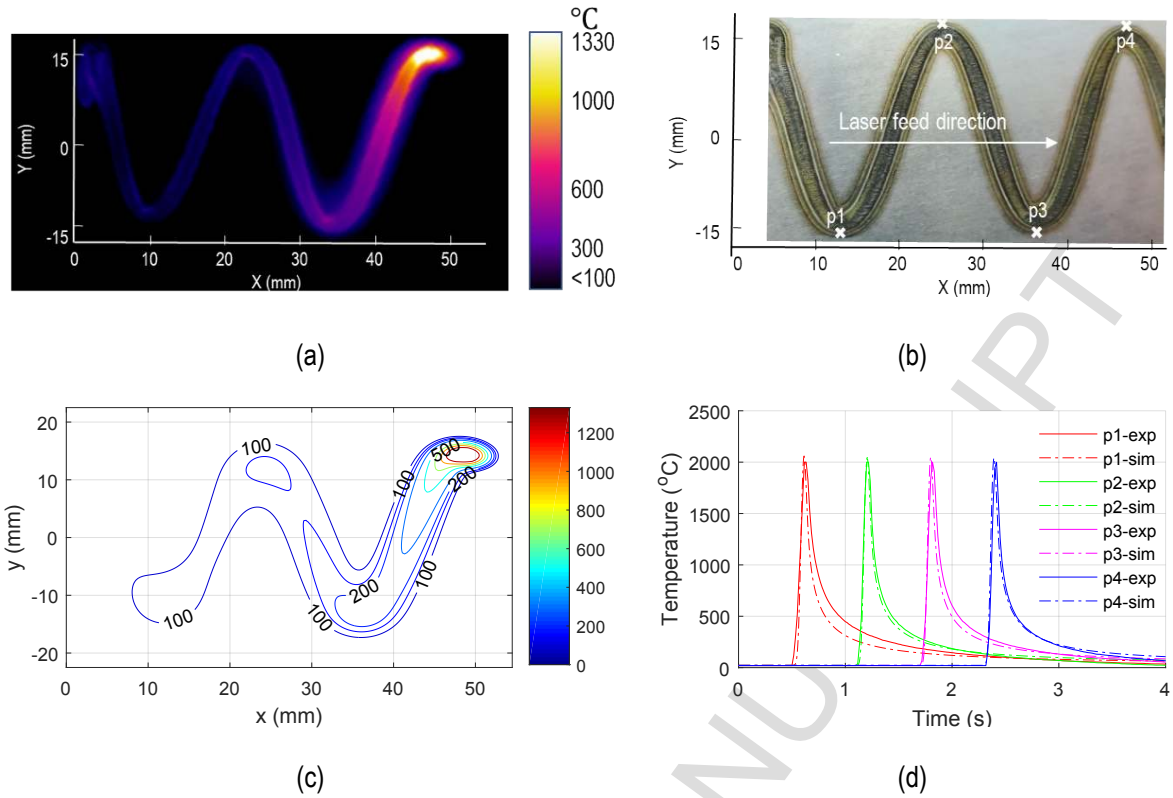 °C
15
0
-15
Y (mm)
0 10 20 30 40 50
X (mm)
1330
1000
600
300
<100
(a)
15
0
-15
Y (mm)
p2
p4
Laser feed direction
p1
p3
0 10 20 30 40 50
X (mm)
(b)
20
10
0
-10
-20
y (mm)
100
500
100
200
200
100
100
100
0 10 20 30 40 50
x (mm)
1200
1000
800
600
400
200
0
(c)
2500
2000
1500
1000
500
0
Temperature (°C)
p1-exp
p1-sim
p2-exp
p2-sim
p3-exp
p3-sim
p4-exp
p4-sim
0 1 2 3 4
Time (s)
(d)
NUSCRIPT